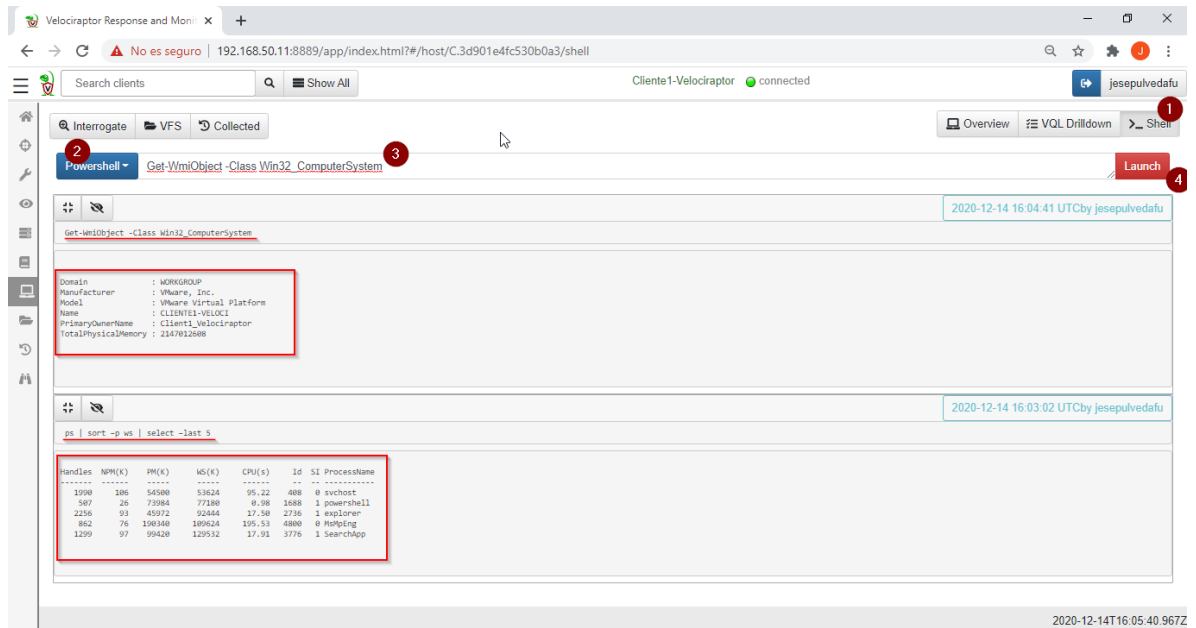 Velociraptor Response and Moni
No es seguro | 192.168.50.11:8889/app/index.html?#/host/C.3d901e4fc530b0a3/shell
J
Search clients
Show All
Cliente1-Velociraptor connected
jesepulvedafu
1
Interrogate VFS Collected
Overview VQL Drilldown >_ Shell
2
Powershell
Get-WmiObject -Class Win32_ComputerSystem
3
Launch
4
2020-12-14 16:04:41 UTCby jesepulvedafu
Get-WmiObject -Class Win32_ComputerSystem
Domain : WORKGROUP
Manufacturer : VMware, Inc.
Model : VMware Virtual Platform
Name : CLIENTE1-VELOCI
PrimaryOwnerName : Client1_Velociraptor
TotalPhysicalMemory : 2147012608
2020-12-14 16:03:02 UTCby jesepulvedafu
ps | sort -p ws | select -last 5
Handles NPM(K) PM(K) WS(K) CPU(s) Id SI ProcessName
------- ------ ----- ----- ------ -- -- -----------
1990 106 54500 53624 95.22 408 0 svchost
507 26 73984 77180 0.98 1688 1 powershell
2256 93 45972 92444 17.50 2736 1 explorer
862 76 190340 109624 195.53 4800 0 MsMpEng
1299 97 99420 129532 17.91 3776 1 SearchApp
2020-12-14T16:05:40.967Z